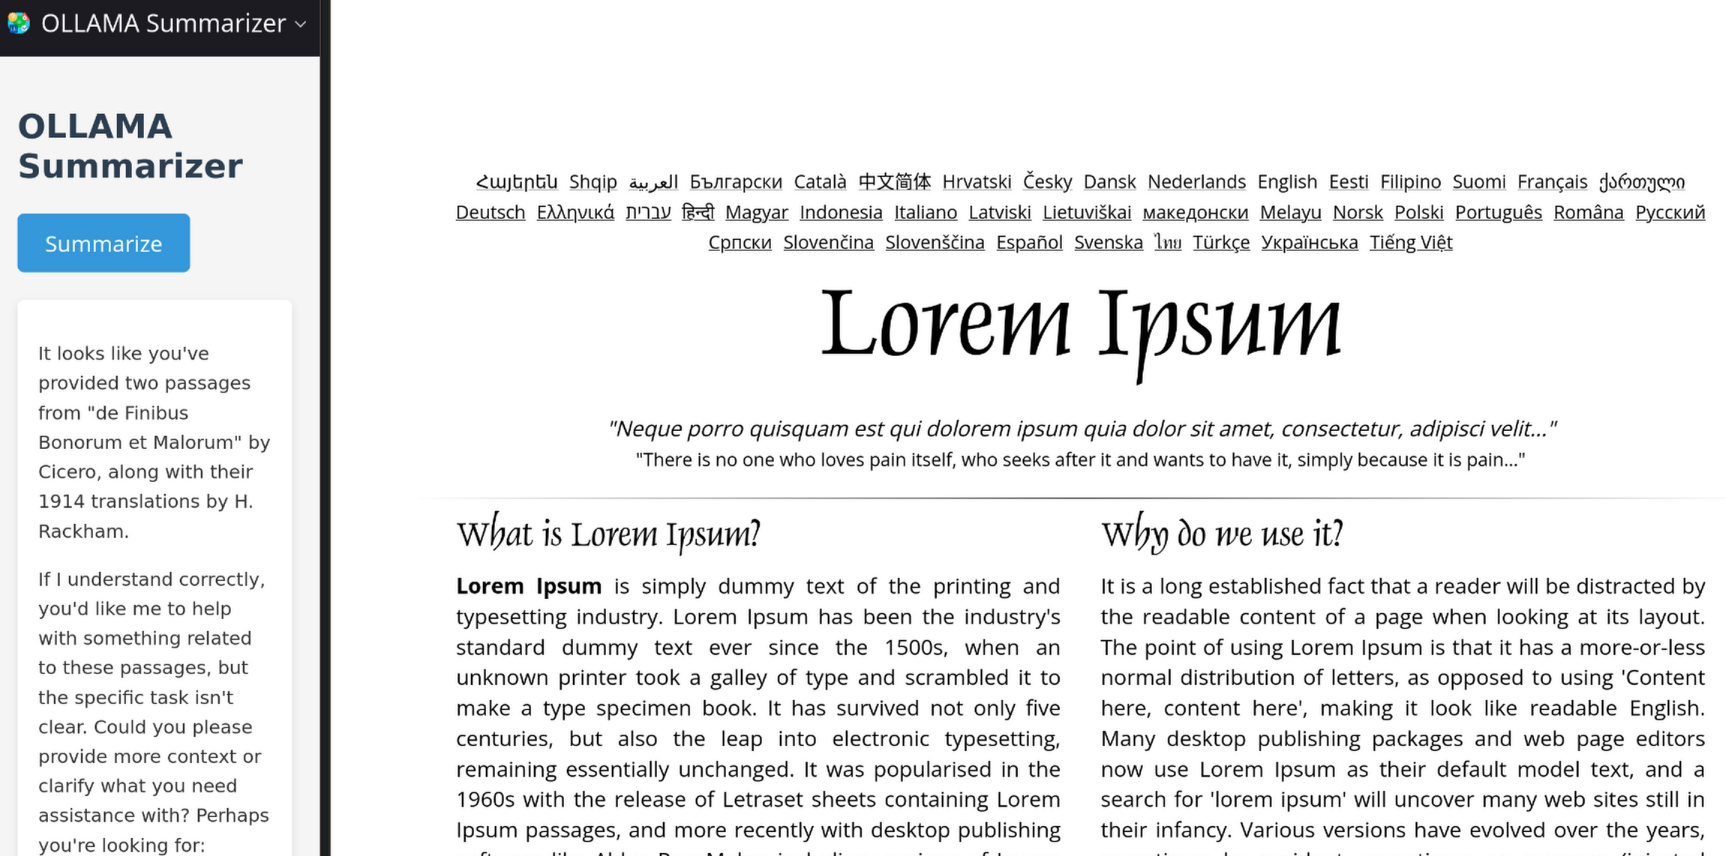 OLLAMA Summarizer
OLLAMA
Summarizer
Summarize
It looks like you've
provided two passages
from "de Finibus
Bonorum et Malorum" by
Cicero, along with their
1914 translations by H.
Rackham.
If I understand correctly,
you'd like me to help
with something related
to these passages, but
the specific task isn't
clear. Could you please
provide more context or
clarify what you need
assistance with? Perhaps
you're looking for:
Հայերեն Shqip العربية Български Català 中文简体 Hrvatski Česky Dansk Nederlands English Eesti Filipino Suomi Français ქართული
Deutsch Ελληνικά עברית हिन्दी Magyar Indonesia Italiano Latviski Lietuviškai македонски Melayu Norsk Polski Português Româna Русский
Српски Slovenčina Slovenščina Español Svenska ไทย Türkçe Українська Tiếng Việt
Lorem Ipsum
"Neque porro quisquam est qui dolorem ipsum quia dolor sit amet, consectetur, adipisci velit..."
"There is no one who loves pain itself, who seeks after it and wants to have it, simply because it is pain..."
What is Lorem Ipsum?
Lorem Ipsum is simply dummy text of the printing and
typesetting industry. Lorem Ipsum has been the industry's
standard dummy text ever since the 1500s, when an
unknown printer took a galley of type and scrambled it to
make a type specimen book. It has survived not only five
centuries, but also the leap into electronic typesetting,
remaining essentially unchanged. It was popularised in the
1960s with the release of Letraset sheets containing Lorem
Ipsum passages, and more recently with desktop publishing
Why do we use it?
It is a long established fact that a reader will be distracted by
the readable content of a page when looking at its layout.
The point of using Lorem Ipsum is that it has a more-or-less
normal distribution of letters, as opposed to using 'Content
here, content here', making it look like readable English.
Many desktop publishing packages and web page editors
now use Lorem Ipsum as their default model text, and a
search for 'lorem ipsum' will uncover many web sites still in
their infancy. Various versions have evolved over the years,